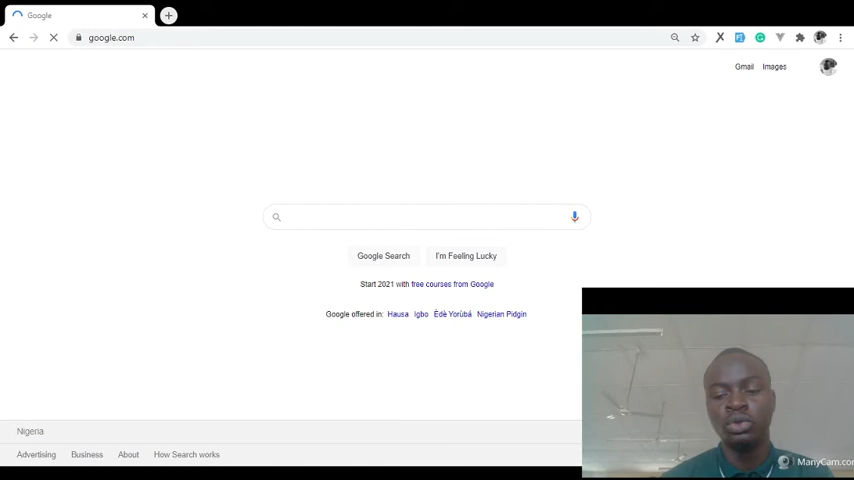 Google
google.com
Gmail Images
Google Search I'm Feeling Lucky
Start 2021 with free courses from Google
Google offered in: Hausa Igbo Èdè Yorùbá Nigerian Pidgin
Nigeria
Advertising Business About How Search works
ManyCam.com